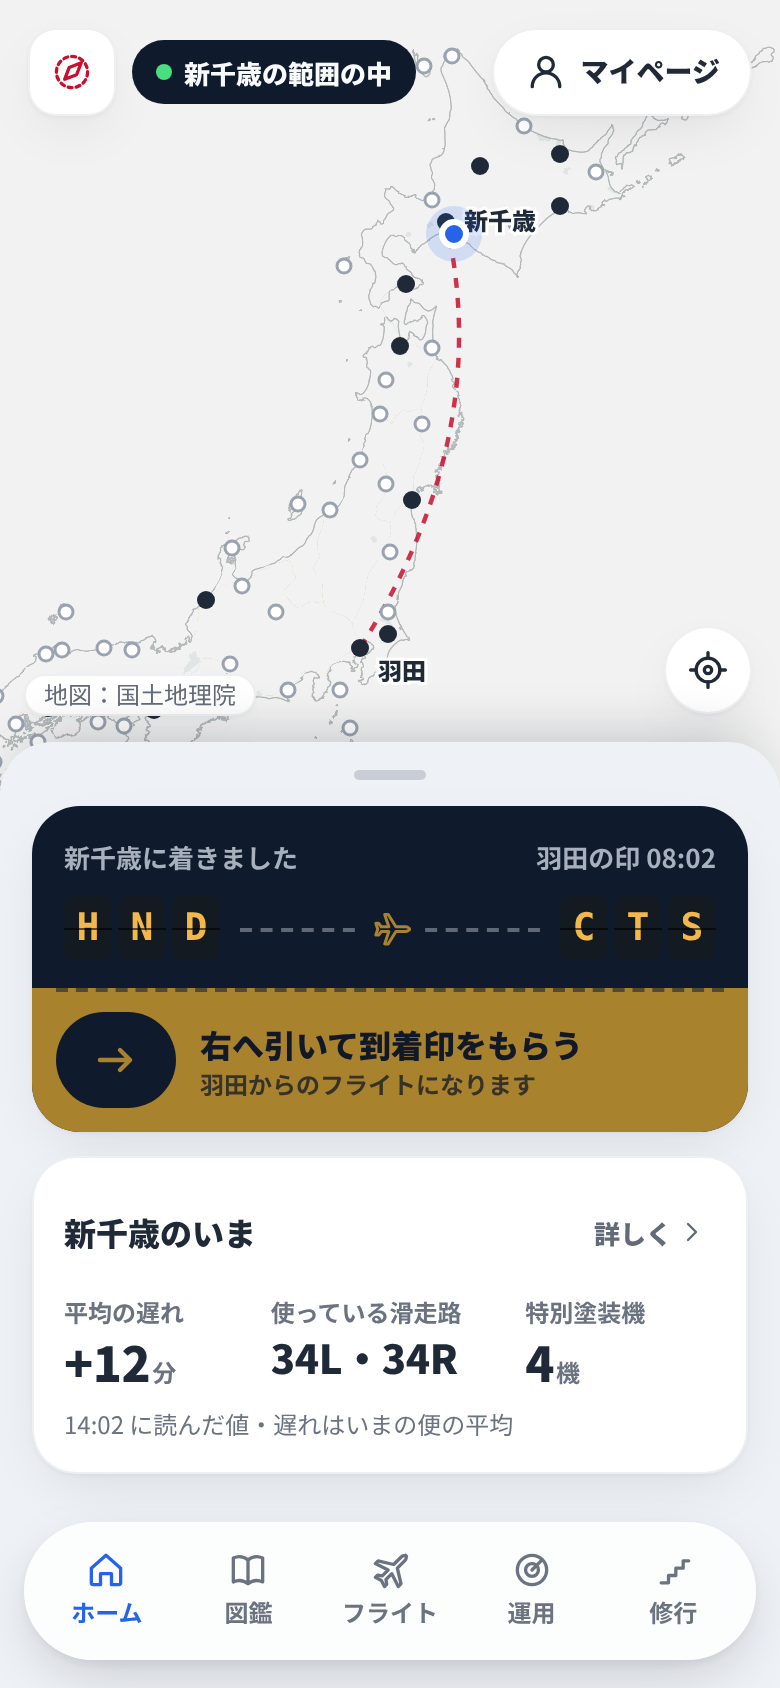 新千歳の範囲の中
マイページ
新千歳
羽田
地図：国土地理院
新千歳に着きました
羽田の印 08:02
HND
CTS
右へ引いて到着印をもらう
羽田からのフライトになります
新千歳のいま
詳しく
平均の遅れ
使っている滑走路
特別塗装機
+12分
34L・34R
4機
14:02 に読んだ値・遅れはいまの便の平均
ホーム
図鑑
フライト
運用
修行